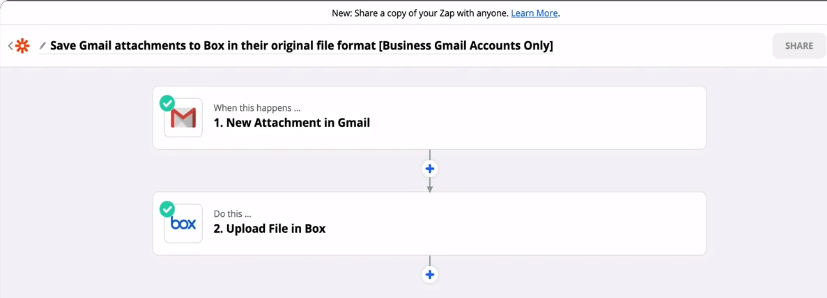 New: Share a copy of your Zap with anyone. Learn More.
Save Gmail attachments to Box in their original file format [Business Gmail Accounts Only]
SHARE
When this happens ...
1. New Attachment in Gmail
box
Do this ...
2. Upload File in Box